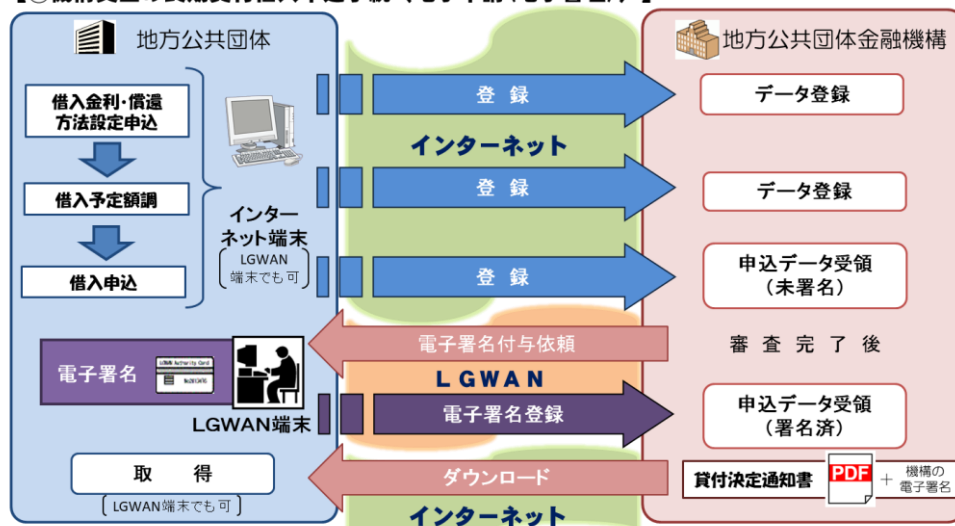 地方公共団体
地方公共団体金融機構
借入金利・償還
方法設定申込
登 録
データ登録
インターネット
借入予定額調
登 録
データ登録
インター
ネット端末
LGWAN
端末でも可
借入申込
登 録
申込データ受領
(未署名)
電子署名付与依頼
審 査 完 了 後
電子署名
LGWAN
LGWAN端末
電子署名登録
申込データ受領
(署名済)
取 得
LGWAN端末でも可
ダウンロード
貸付決定通知書
PDF
+
機構の
電子署名
インターネット